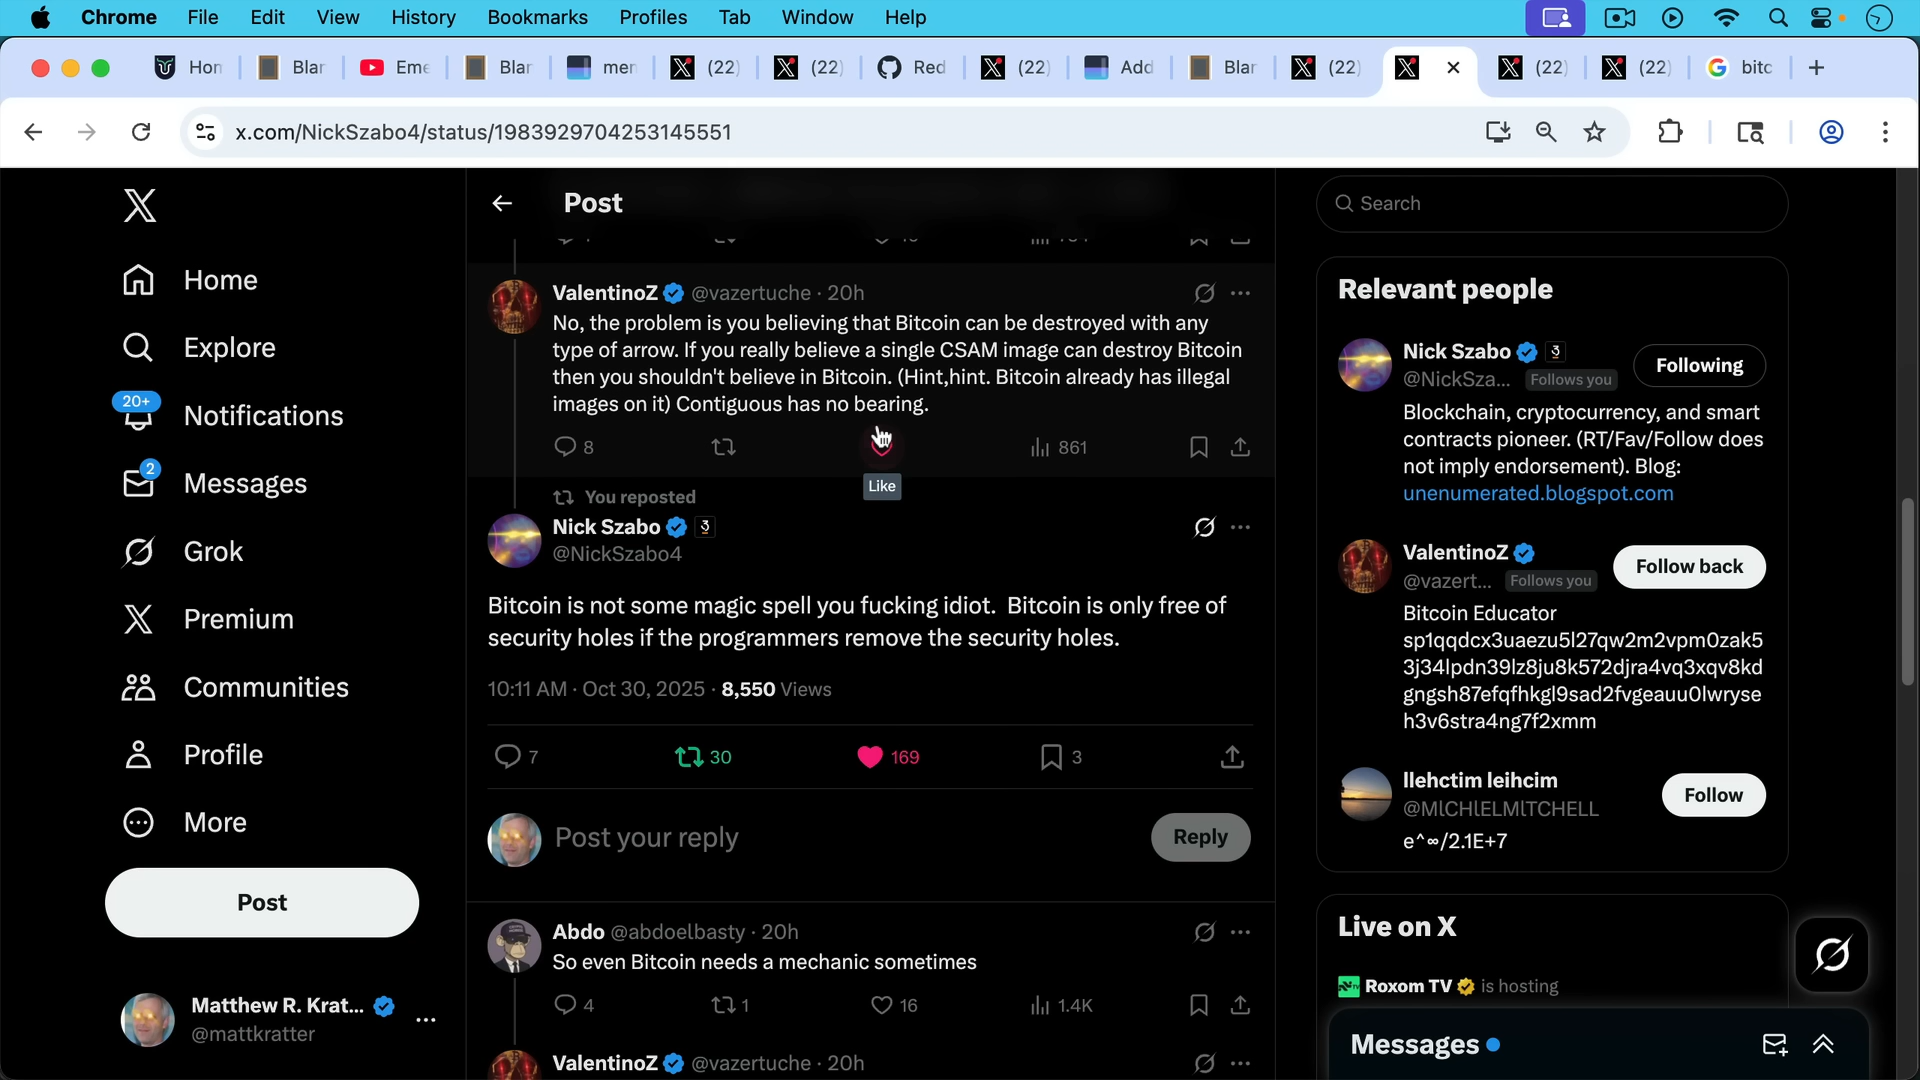 Chrome File Edit View History Bookmarks Profiles Tab Window Help
Hon Blar Eme Blar mer (22) (22) Red (22) Add Blar (22) (22) (22) bitc
x.com/NickSzabo4/status/1983929704253145551
Home
Explore
20+
Notifications
2
Messages
Grok
Premium
Communities
Profile
More
Post
Matthew R. Krat...
@mattkratter
Post
ValentinoZ @vazertuche · 20h
No, the problem is you believing that Bitcoin can be destroyed with any
type of arrow. If you really believe a single CSAM image can destroy Bitcoin
then you shouldn't believe in Bitcoin. (Hint,hint. Bitcoin already has illegal
images on it) Contiguous has no bearing.
8 861
Like
You reposted
Nick Szabo
@NickSzabo4
Bitcoin is not some magic spell you fucking idiot. Bitcoin is only free of
security holes if the programmers remove the security holes.
10:11 AM · Oct 30, 2025 · 8,550 Views
7 30 169 3
Post your reply
Reply
Abdo @abdoelbasty · 20h
So even Bitcoin needs a mechanic sometimes
4 1 16 1.4K
ValentinoZ @vazertuche · 20h
Search
Relevant people
Nick Szabo
@NickSza... Follows you
Following
Blockchain, cryptocurrency, and smart
contracts pioneer. (RT/Fav/Follow does
not imply endorsement). Blog:
unenumerated.blogspot.com
ValentinoZ
@vazert... Follows you
Follow back
Bitcoin Educator
sp1qqdcx3uaezu5l27qw2m2vpm0zak5
3j34lpdn39lz8ju8k572djra4vq3xqv8kd
gngsh87efqfhkgl9sad2fvgeauu0lwryse
h3v6stra4ng7f2xmm
llehctim leihcim
@MlCHlELMlTCHELL
Follow
e^∞/2.1E+7
Live on X
Roxom TV is hosting
Messages